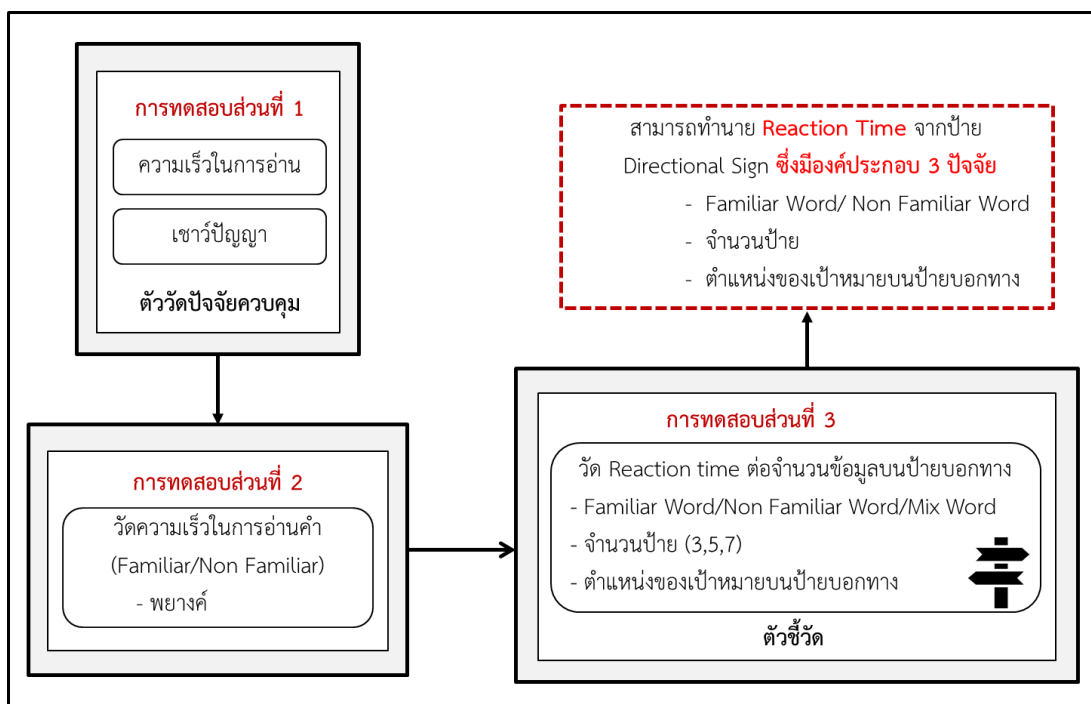 การทดสอบส่วนที่ 1
ความเร็วในการอ่าน
เชาว์ปัญญา
ตัววัดปัจจัยควบคุม
การทดสอบส่วนที่ 2
วัดความเร็วในการอ่านคำ
(Familiar/Non Familiar)
- พยางค์
การทดสอบส่วนที่ 3
วัด Reaction time ต่อจำนวนข้อมูลบนป้ายบอกทาง
- Familiar Word/Non Familiar Word/Mix Word
- จำนวนป้าย (3,5,7)
- ตำแหน่งของเป้าหมายบนป้ายบอกทาง
ตัวชี้วัด
สามารถทำนาย Reaction Time จากป้าย
Directional Sign ซึ่งมีองค์ประกอบ 3 ปัจจัย
- Familiar Word/ Non Familiar Word
- จำนวนป้าย
- ตำแหน่งของเป้าหมายบนป้ายบอกทาง